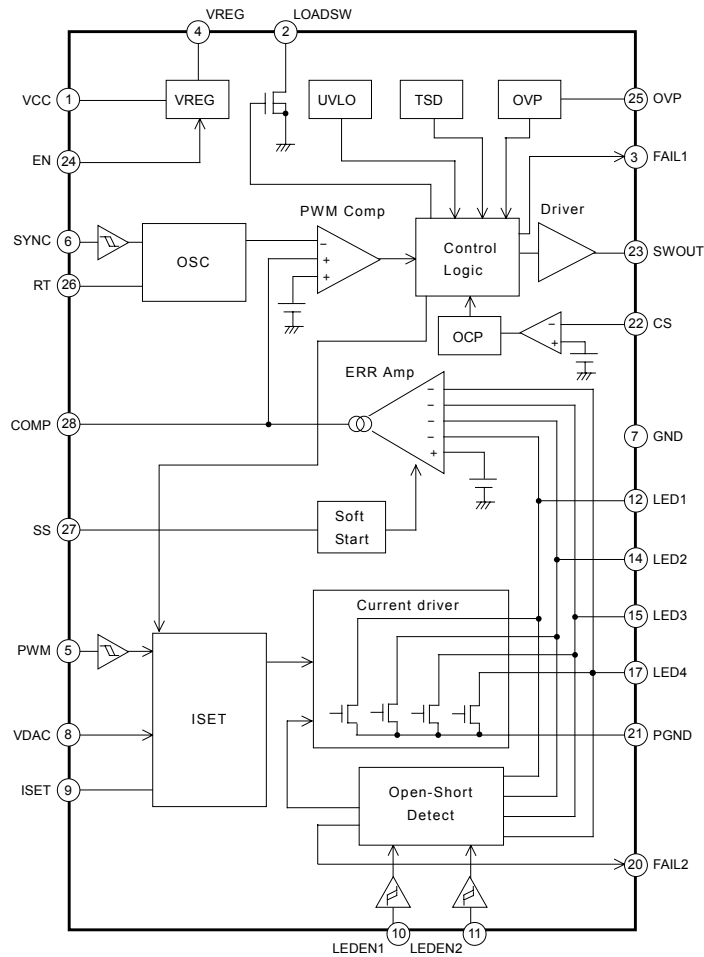 VREG
LOADSW
4
2
VCC
1
VREG
UVLO
TSD
OVP
25
OVP
EN
24
3
FAIL1
PWM Comp
Driver
SYNC
6
OSC
−
+
+
Control
Logic
23
SWOUT
RT
26
OCP
−
+
22
CS
ERR Amp
COMP
28
−
−
−
−
+
7
GND
12
LED1
SS
27
Soft
Start
14
LED2
Current driver
15
LED3
PWM
5
17
LED4
ISET
VDAC
8
21
PGND
ISET
9
Open-Short
Detect
20
FAIL2
10
11
LEDEN1
LEDEN2